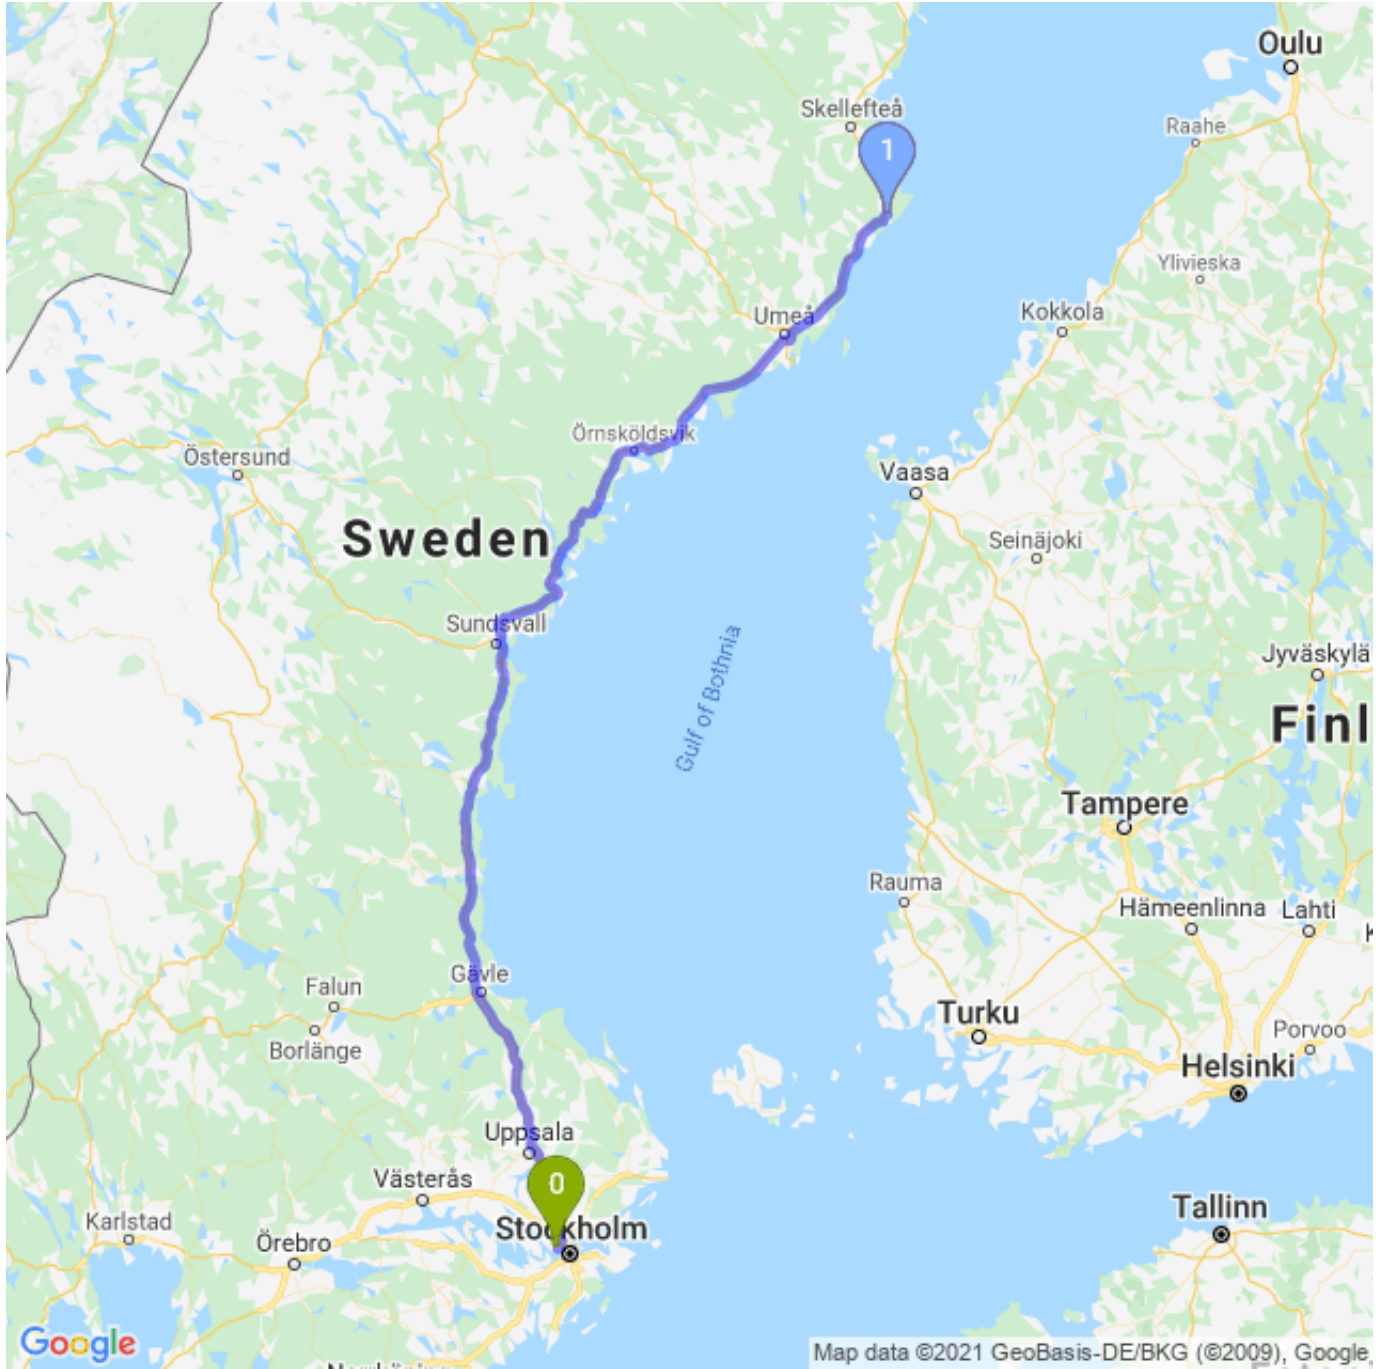 Oulu
Skellefteå
1
Raahe
Ylivieska
Kokkola
Umeå
Örnsköldsvik
Östersund
Vaasa
Sweden
Seinäjoki
Sundsvall
Gulf of Bothnia
Jyväskylä
Finl
Tampere
Rauma
Hämeenlinna
Lahti
Gävle
Falun
Turku
Borlänge
Porvoo
Helsinki
Uppsala
Västerås
0
Karlstad
Stockholm
Tallinn
Örebro
Google
Map data ©2021 GeoBasis-DE/BKG (©2009), Google